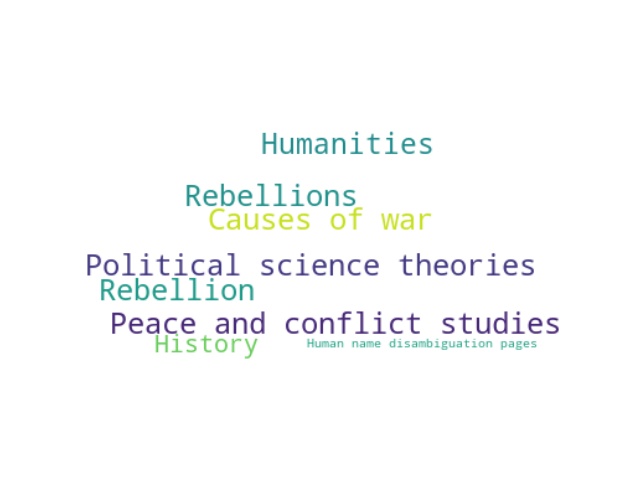 Humanities
Rebellions
Causes of war
Political science theories
Rebellion
Peace and conflict studies
History
Human name disambiguation pages